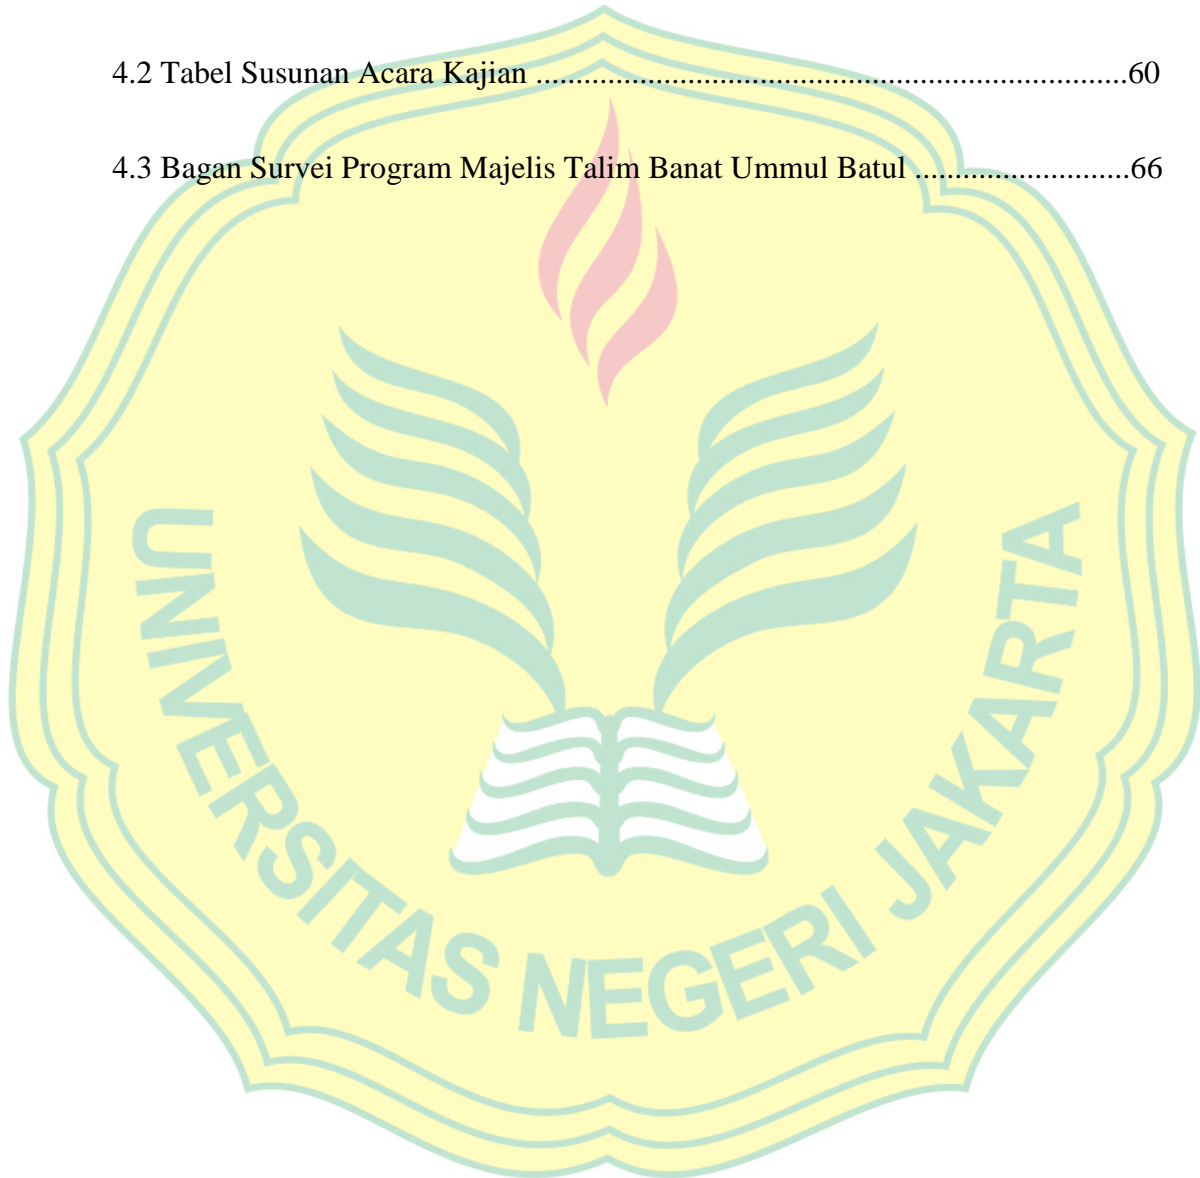 4.2 Tabel Susunan Acara Kajian ..........................................................................60
4.3 Bagan Survei Program Majelis Talim Banat Ummul Batul ...........................66
UNIVERSITAS NEGERI JAKARTA